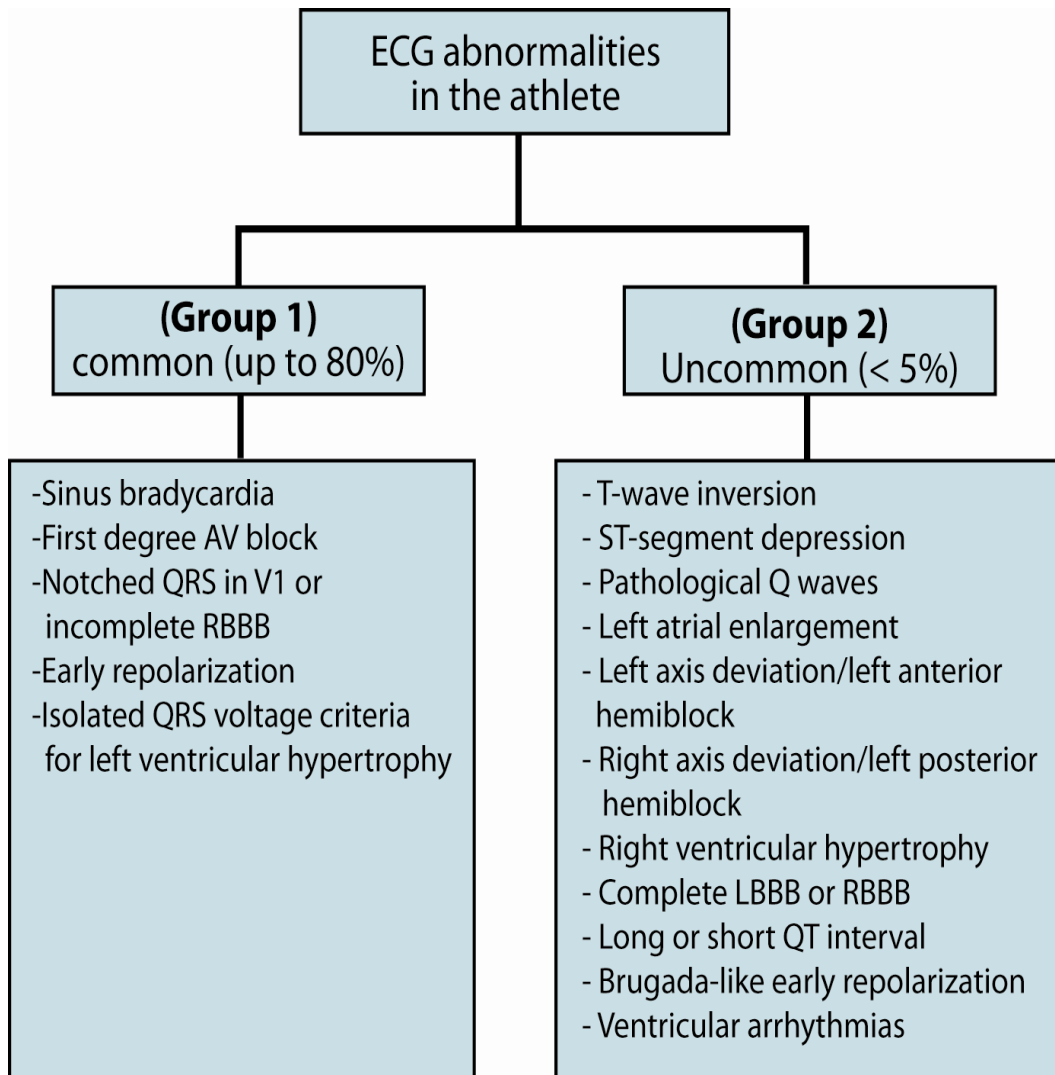 ECG abnormalities
in the athlete
(Group 1)
common (up to 80%)
-Sinus bradycardia
-First degree AV block
-Notched QRS in V1 or
incomplete RBBB
-Early repolarization
-Isolated QRS voltage criteria
for left ventricular hypertrophy
(Group 2)
Uncommon (< 5%)
- T-wave inversion
- ST-segment depression
- Pathological Q waves
- Left atrial enlargement
- Left axis deviation/left anterior
hemiblock
- Right axis deviation/left posterior
hemiblock
- Right ventricular hypertrophy
- Complete LBBB or RBBB
- Long or short QT interval
- Brugada-like early repolarization
- Ventricular arrhythmias